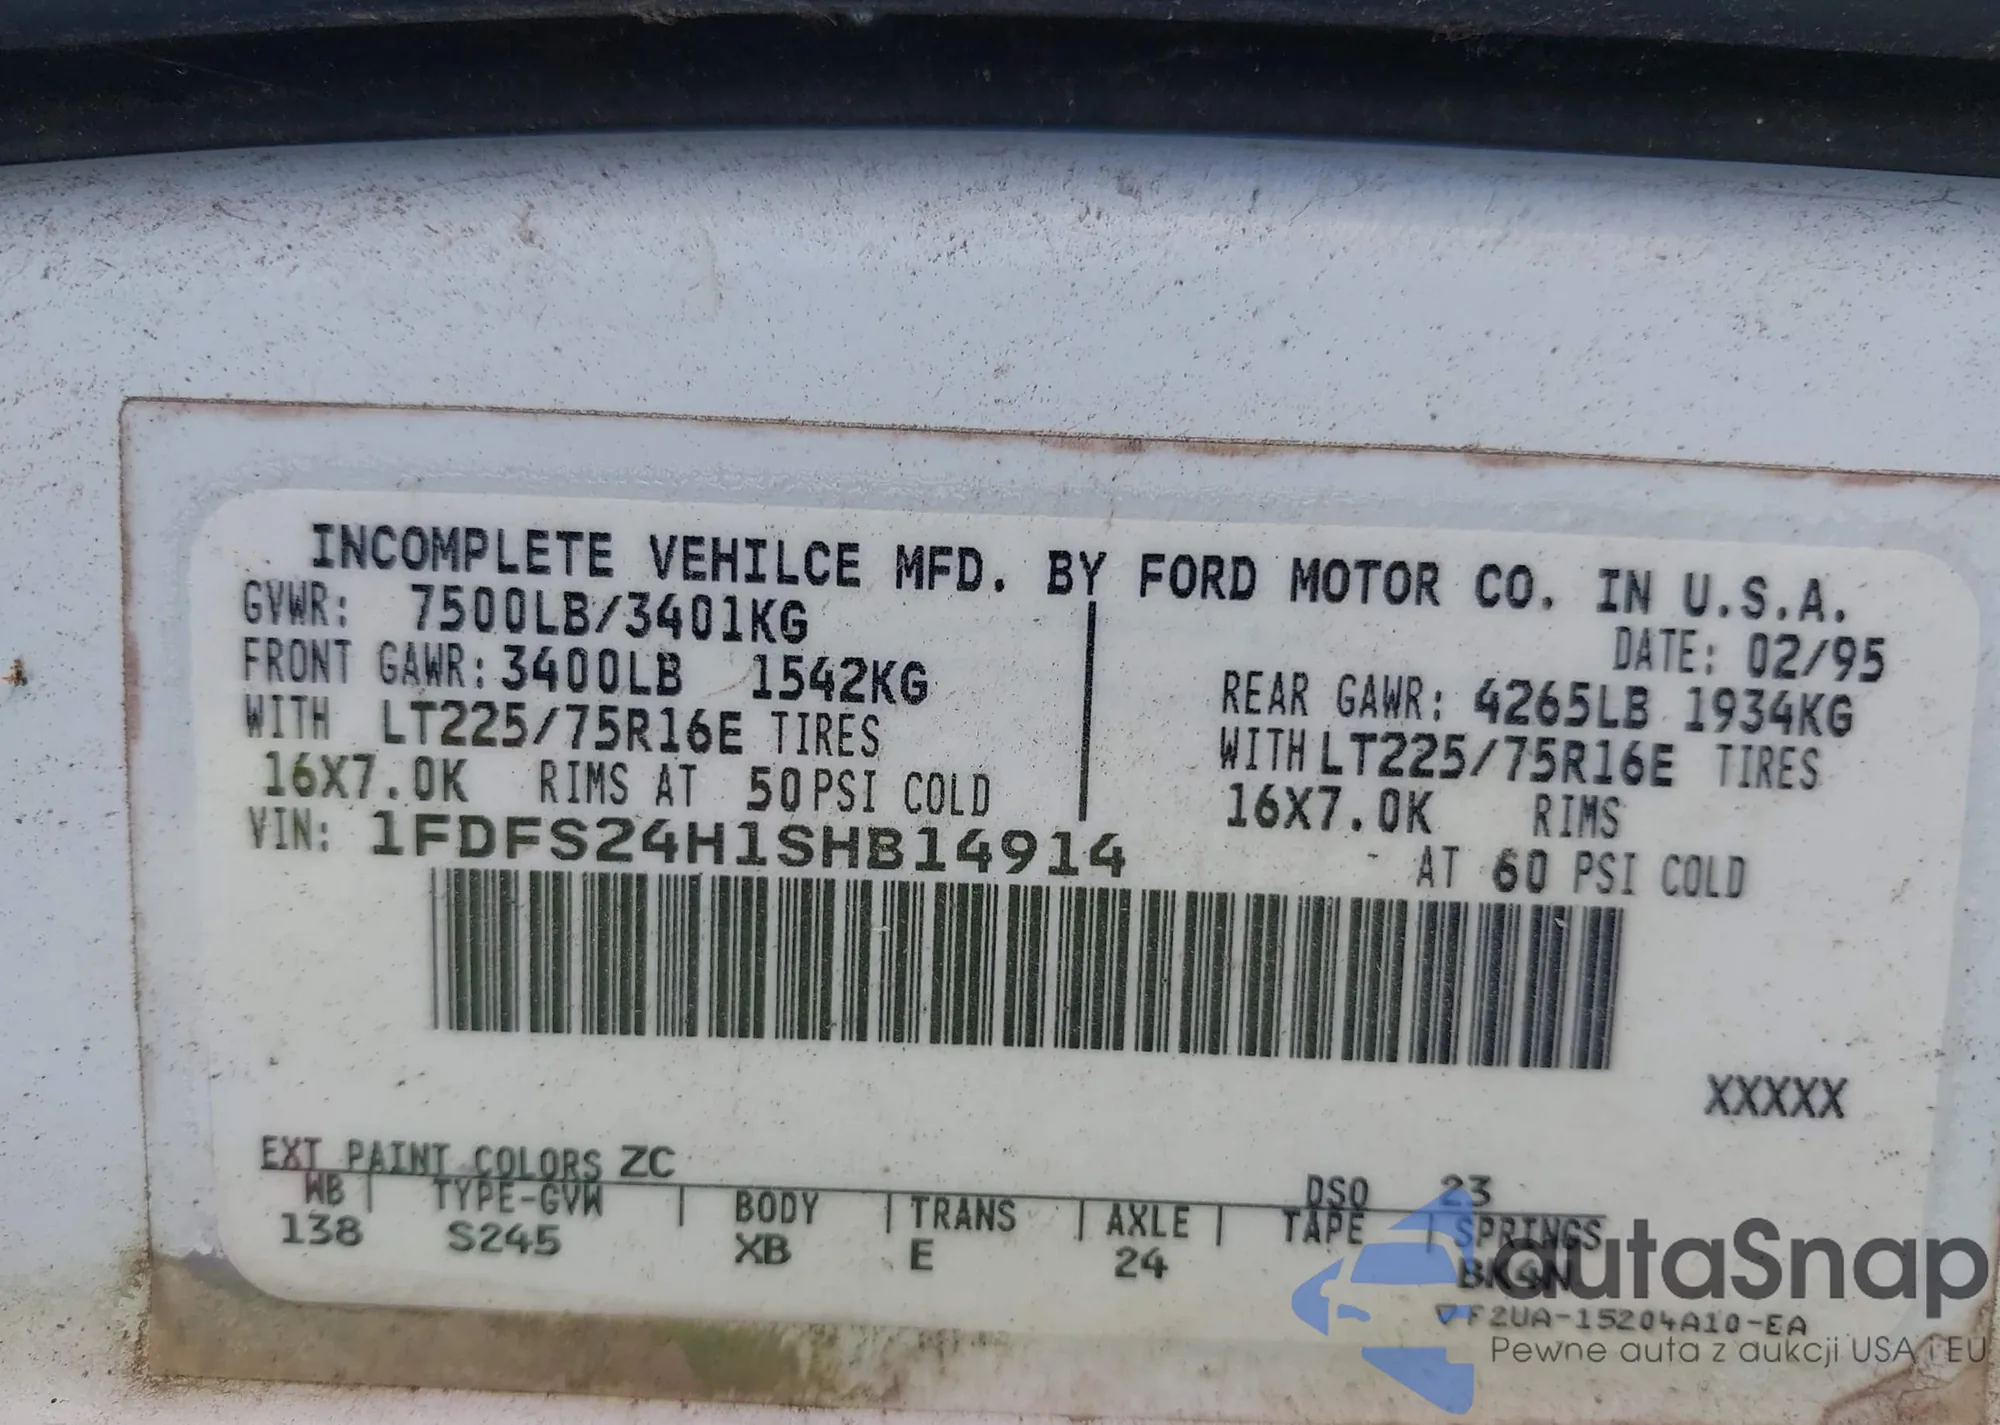 INCOMPLETE VEHILCE MFD. BY FORD MOTOR CO. IN U.S.A.
GVWR: 7500LB/3401KG
DATE: 02/95
FRONT GAWR: 3400LB 1542KG
REAR GAWR: 4265LB 1934KG
WITH LT225/75R16E TIRES
WITH LT225/75R16E TIRES
16X7.0K RIMS AT 50 PSI COLD
16X7.0K RIMS
VIN: 1FDFS24H1SHB14914
AT 60 PSI COLD
XXXXX
EXT PAINT COLORS ZC
DSO 23
WB | TYPE-GVW | BODY | TRANS | AXLE | TAPE | SPRINGS
138 S245 XB E 24 BK4N
F2UA-15204A10-EA
autaSnap
Pewne auta z aukcji USA i EU